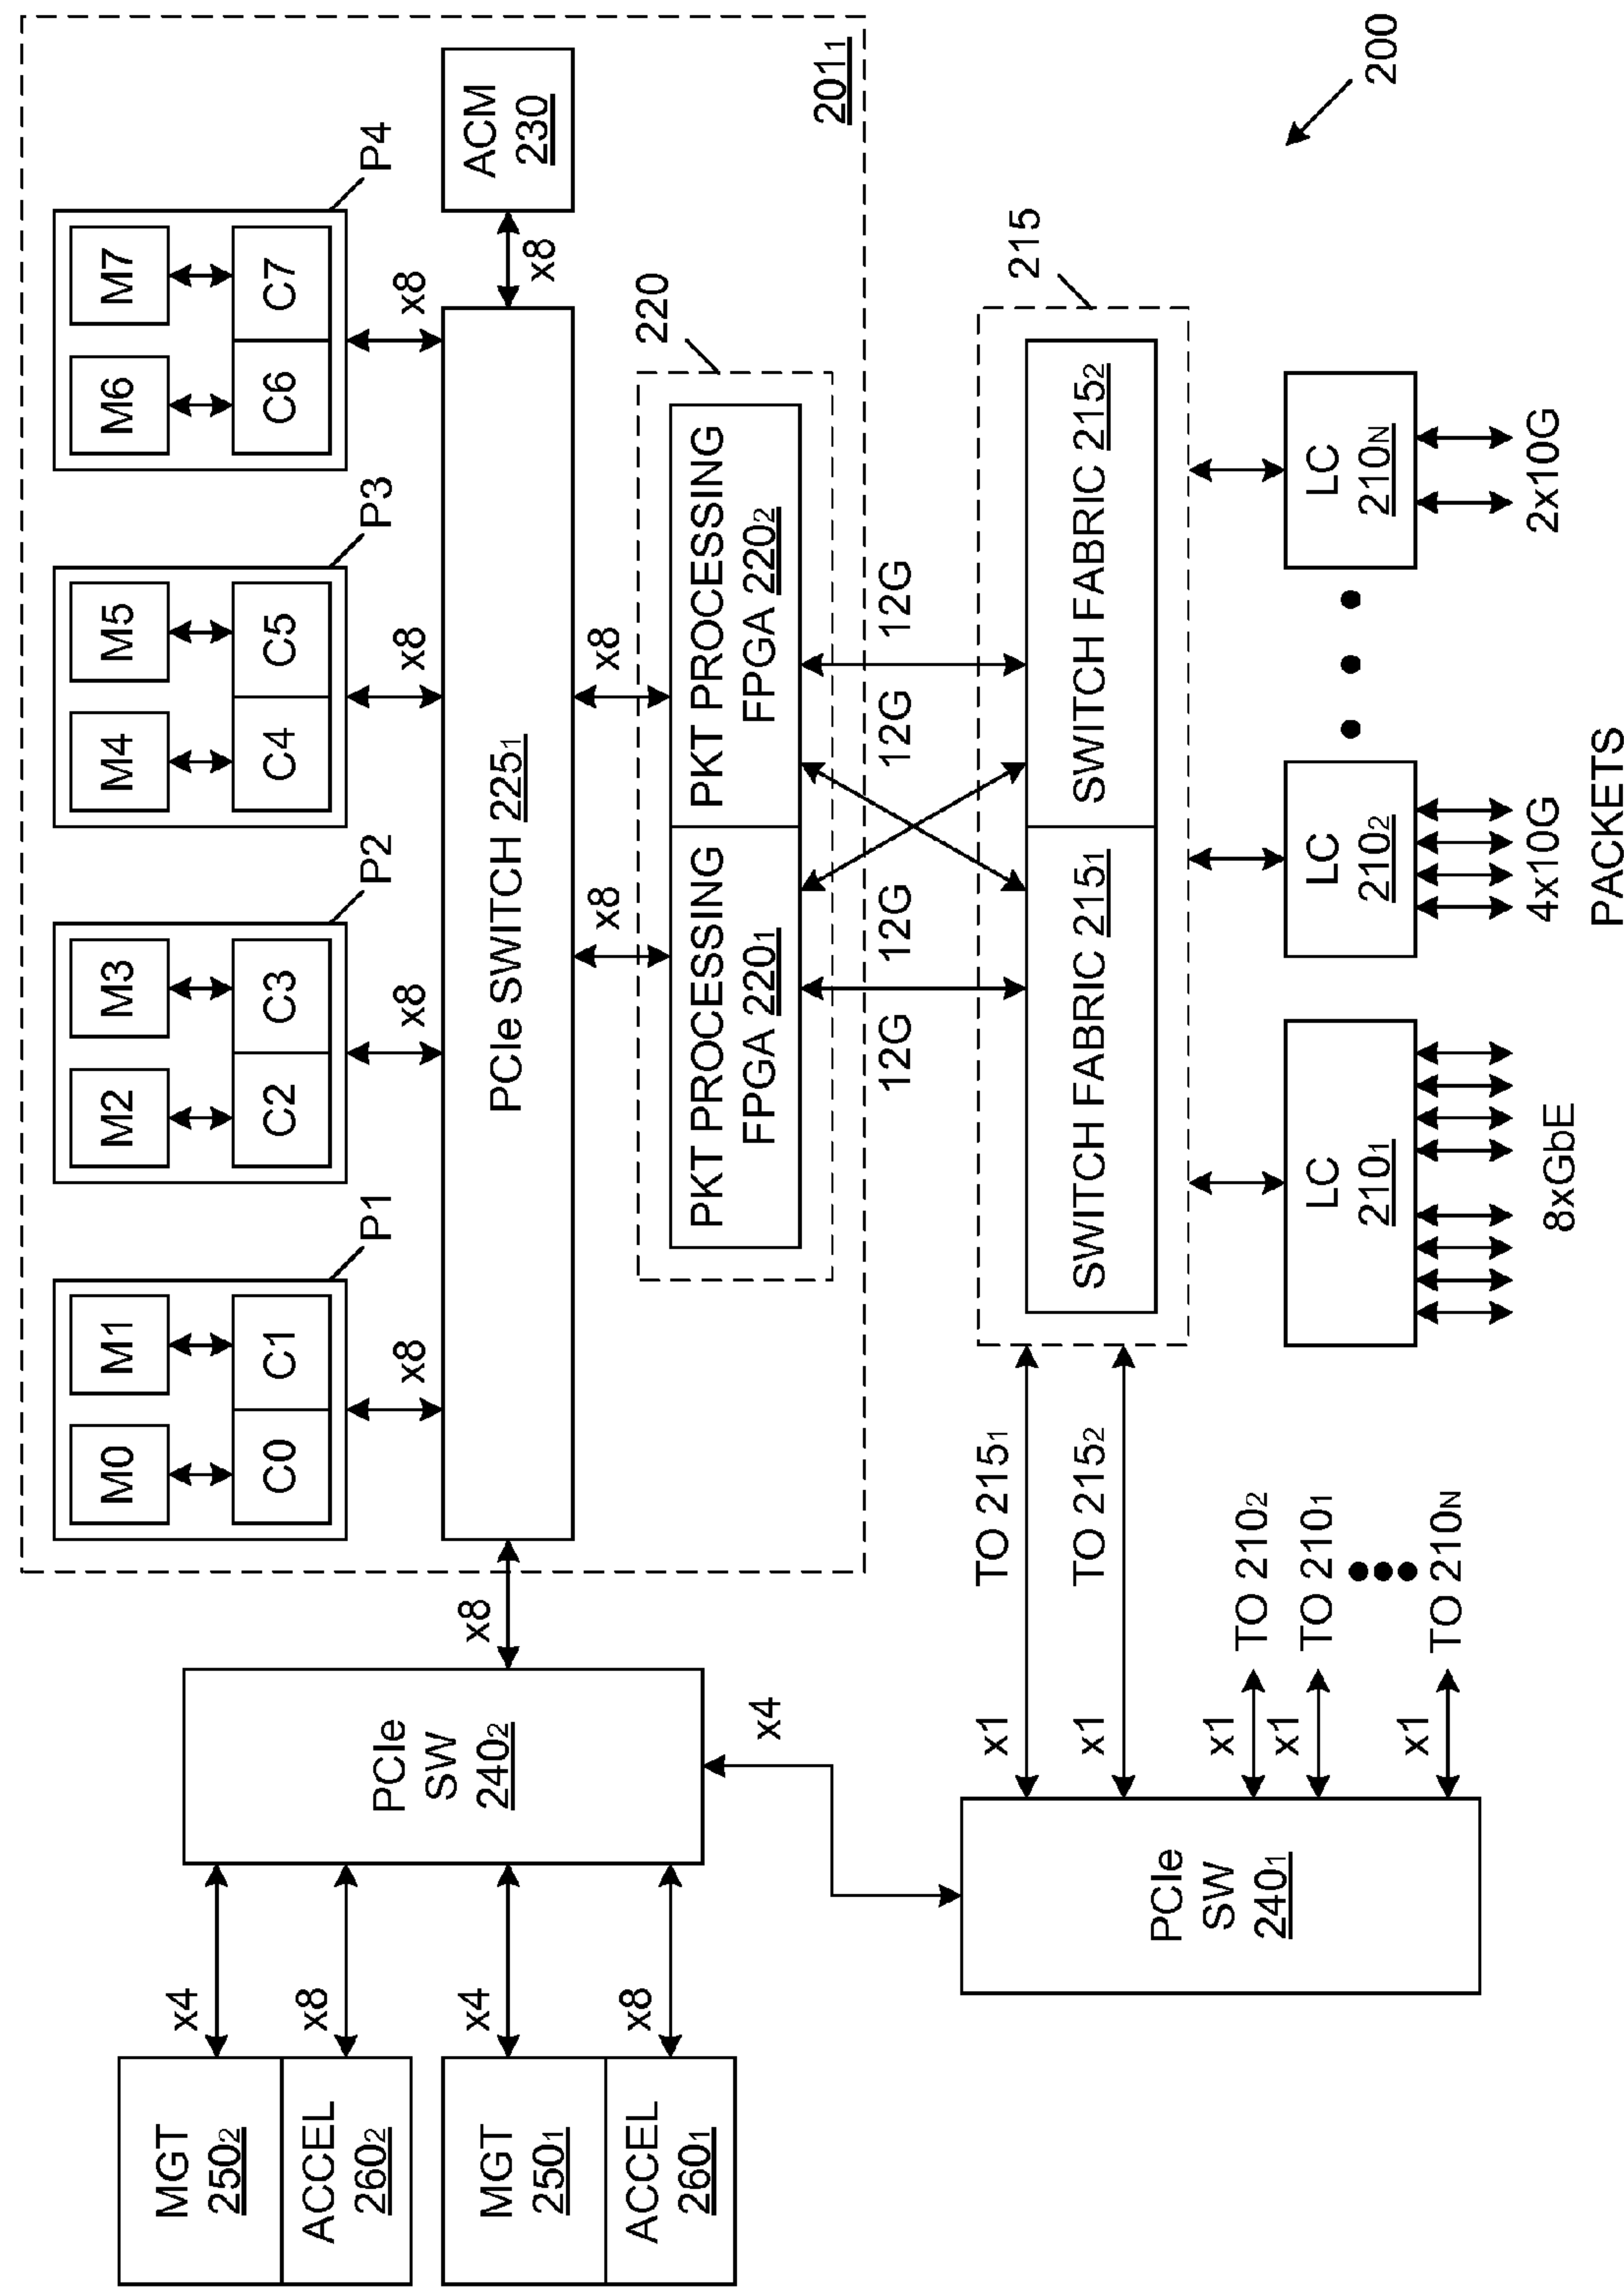 M0
M1
C0
C1
P1
M2
M3
C2
C3
P2
M4
M5
C4
C5
P3
M6
M7
C6
C7
P4
x8
x8
x8
x8
MGT
250₂
x4
ACCEL
260₂
x8
MGT
250₁
x4
ACCEL
260₁
x8
PCIe
SW
240₂
x8
PCIe SWITCH 225₁
x8
ACM
230
201₁
x8
x8
220
PKT PROCESSING
FPGA 220₁
PKT PROCESSING
FPGA 220₂
x4
12G
12G
12G
12G
215
SWITCH FABRIC 215₁
SWITCH FABRIC 215₂
PCIe
SW
240₁
x1
TO 215₁
x1
TO 215₂
x1
TO 210₂
x1
TO 210₁
x1
TO 210N
LC
210₁
LC
210₂
LC
210N
8xGbE
4x10G
2x10G
PACKETS
200